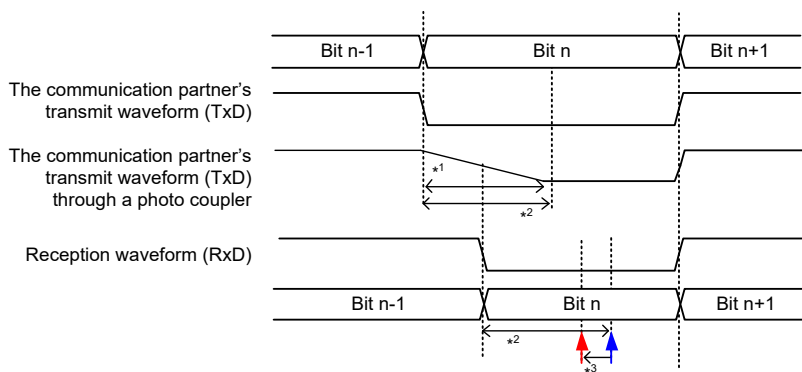 Bit n-1 Bit n Bit n+1
The communication partner's
transmit waveform (TxD)
The communication partner's
transmit waveform (TxD)
through a photo coupler
*1
*2
Reception waveform (RxD)
Bit n-1 Bit n Bit n+1
*2
*3